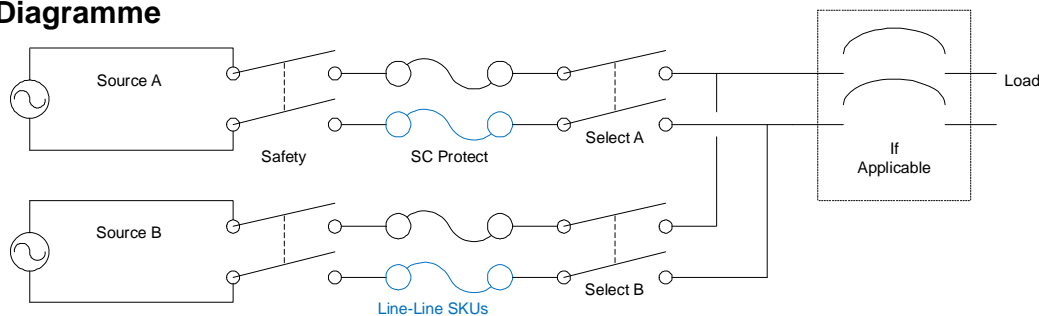 Diagramme
Source A
Safety
SC Protect
Select A
Load
If
Applicable
Source B
Select B
Line-Line SKUs